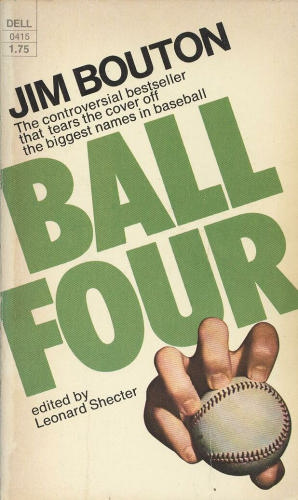 DELL
0415
1.75
JIM BOUTON
The controversial bestseller
that tears the cover off
the biggest names in baseball
BALL
FOUR
edited by
Leonard Shecter